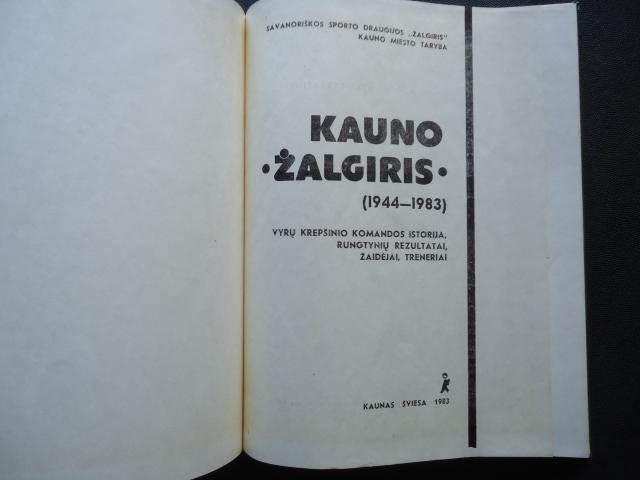 SAVANORIŠKOS SPORTO DRAUGIJOS „ŽALGIRIS"
KAUNO MIESTO TARYBA
KAUNO
·ŽALGIRIS·
(1944—1983)
VYRŲ KREPŠINIO KOMANDOS ISTORIJA,
RUNGTYNIŲ REZULTATAI,
ŽAIDĖJAI, TRENERIAI
KAUNAS ŠVIESA 1983